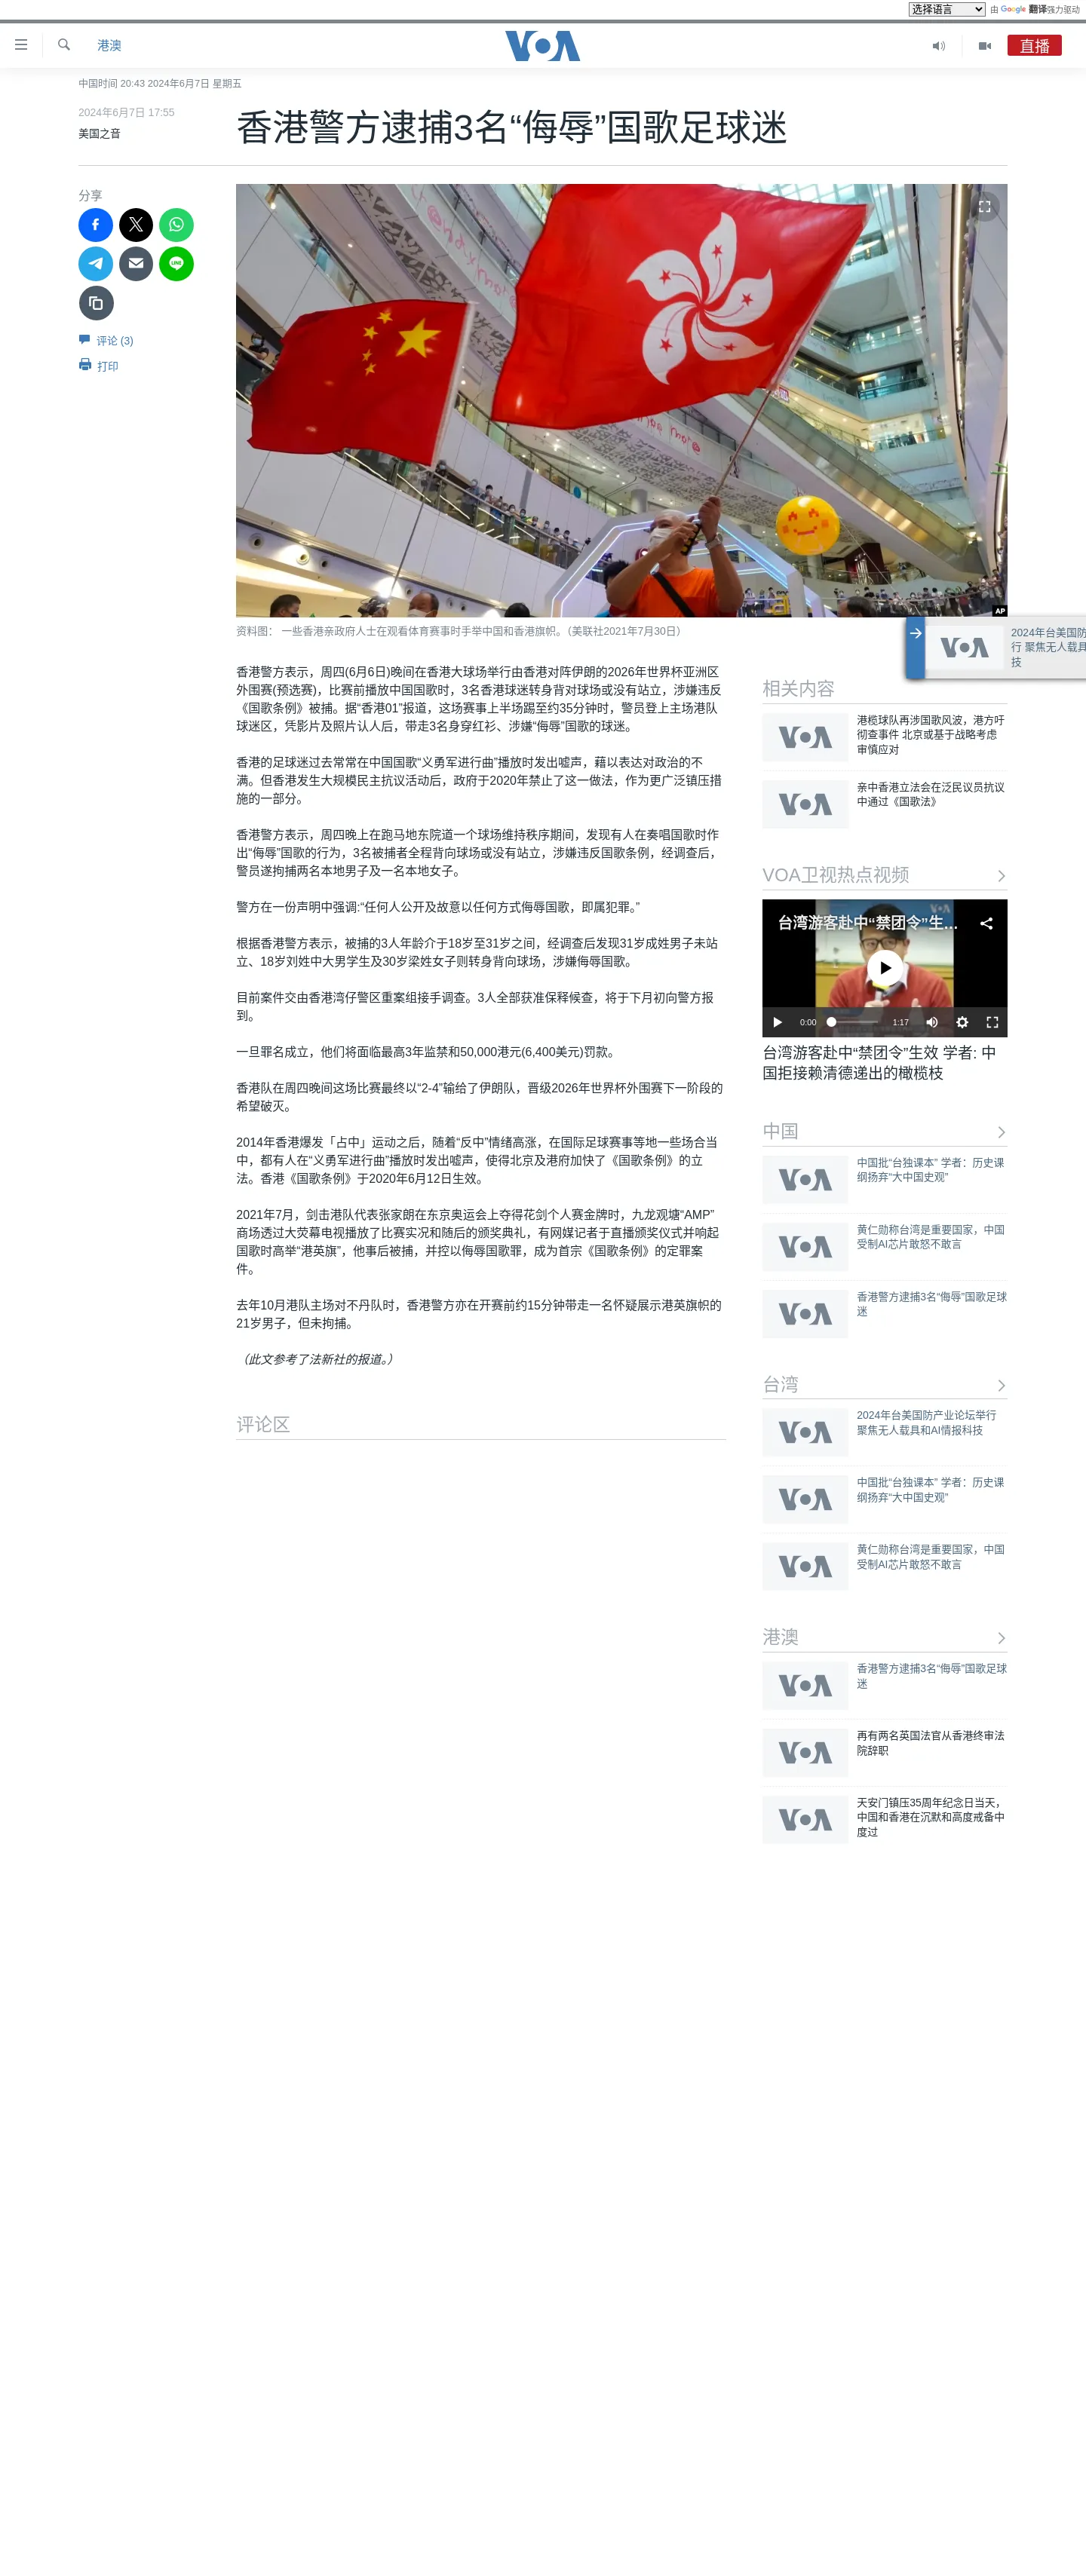 选择语言
由 Google 翻译强力驱动
港澳
VOA
直播
中国时间 20:43 2024年6月7日 星期五
2024年6月7日 17:55
美国之音
香港警方逮捕3名“侮辱”国歌足球迷
分享
LINE
评论 (3)
打印
AP
资料图： 一些香港亲政府人士在观看体育赛事时手举中国和香港旗帜。（美联社2021年7月30日）
香港警方表示，周四(6月6日)晚间在香港大球场举行由香港对阵伊朗的2026年世界杯亚洲区
外围赛(预选赛)，比赛前播放中国国歌时，3名香港球迷转身背对球场或没有站立，涉嫌违反
《国歌条例》被捕。据“香港01”报道，这场赛事上半场踢至约35分钟时，警员登上主场港队
球迷区，凭影片及照片认人后，带走3名身穿红衫、涉嫌“侮辱”国歌的球迷。
香港的足球迷过去常常在中国国歌“义勇军进行曲”播放时发出嘘声，藉以表达对政治的不
满。但香港发生大规模民主抗议活动后，政府于2020年禁止了这一做法，作为更广泛镇压措
施的一部分。
香港警方表示，周四晚上在跑马地东院道一个球场维持秩序期间，发现有人在奏唱国歌时作
出“侮辱”国歌的行为，3名被捕者全程背向球场或没有站立，涉嫌违反国歌条例，经调查后，
警员遂拘捕两名本地男子及一名本地女子。
警方在一份声明中强调:“任何人公开及故意以任何方式侮辱国歌，即属犯罪。”
根据香港警方表示，被捕的3人年龄介于18岁至31岁之间，经调查后发现31岁成姓男子未站
立、18岁刘姓中大男学生及30岁梁姓女子则转身背向球场，涉嫌侮辱国歌。
目前案件交由香港湾仔警区重案组接手调查。3人全部获准保释候查，将于下月初向警方报
到。
一旦罪名成立，他们将面临最高3年监禁和50,000港元(6,400美元)罚款。
香港队在周四晚间这场比赛最终以“2-4”输给了伊朗队，晋级2026年世界杯外围赛下一阶段的
希望破灭。
2014年香港爆发「占中」运动之后，随着“反中”情绪高涨，在国际足球赛事等地一些场合当
中，都有人在“义勇军进行曲”播放时发出嘘声，使得北京及港府加快了《国歌条例》的立
法。香港《国歌条例》于2020年6月12日生效。
2021年7月，剑击港队代表张家朗在东京奥运会上夺得花剑个人赛金牌时，九龙观塘“AMP”
商场透过大荧幕电视播放了比赛实况和随后的颁奖典礼，有网媒记者于直播颁奖仪式并响起
国歌时高举“港英旗”，他事后被捕，并控以侮辱国歌罪，成为首宗《国歌条例》的定罪案
件。
去年10月港队主场对不丹队时，香港警方亦在开赛前约15分钟带走一名怀疑展示港英旗帜的
21岁男子，但未拘捕。
（此文参考了法新社的报道。）
评论区
VOA
2024年台美国防
行 聚焦无人载具
技
相关内容
VOA
港榄球队再涉国歌风波，港方吁
彻查事件 北京或基于战略考虑
审慎应对
VOA
亲中香港立法会在泛民议员抗议
中通过《国歌法》
VOA卫视热点视频
VOA
台湾游客赴中“禁团令”生...
0:00
1:17
台湾游客赴中“禁团令”生效 学者: 中
国拒接赖清德递出的橄榄枝
中国
VOA
中国批“台独课本” 学者：历史课
纲扬弃“大中国史观”
VOA
黄仁勋称台湾是重要国家，中国
受制AI芯片敢怒不敢言
VOA
香港警方逮捕3名“侮辱”国歌足球
迷
台湾
VOA
2024年台美国防产业论坛举行
聚焦无人载具和AI情报科技
VOA
中国批“台独课本” 学者：历史课
纲扬弃“大中国史观”
VOA
黄仁勋称台湾是重要国家，中国
受制AI芯片敢怒不敢言
港澳
VOA
香港警方逮捕3名“侮辱”国歌足球
迷
VOA
再有两名英国法官从香港终审法
院辞职
VOA
天安门镇压35周年纪念日当天，
中国和香港在沉默和高度戒备中
度过